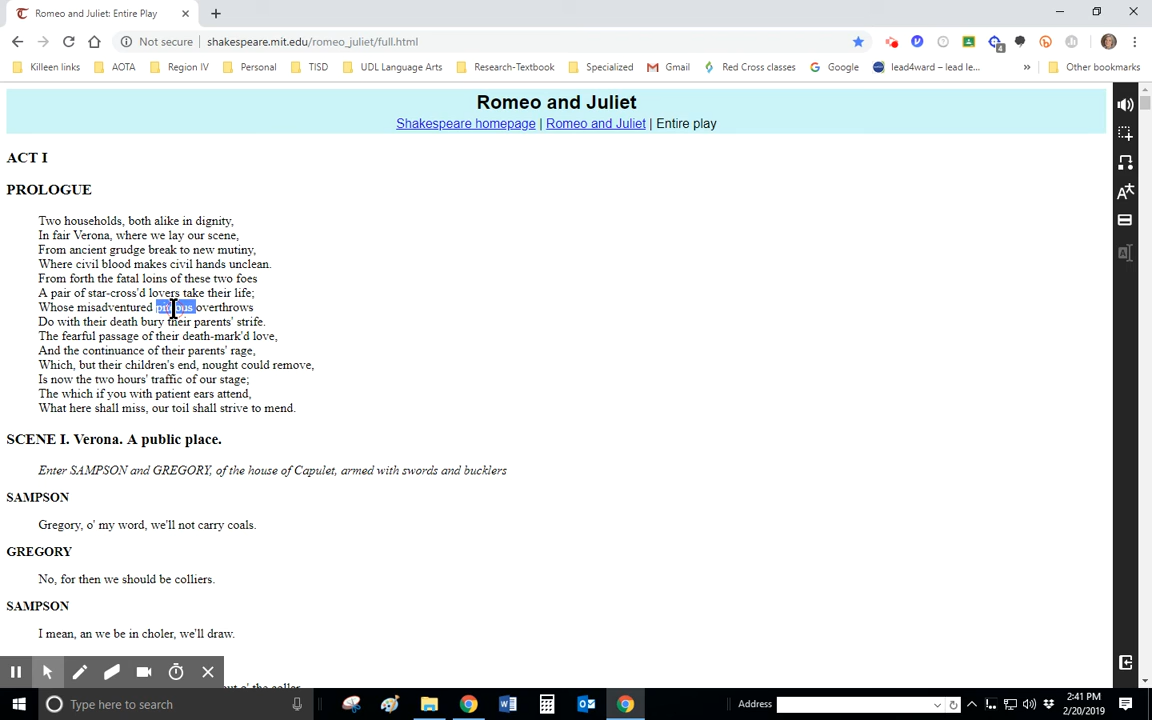 Romeo and Juliet: Entire Play
Not secure | shakespeare.mit.edu/romeo_juliet/full.html
4
Killeen links AOTA Region IV Personal TISD UDL Language Arts Research-Textbook Specialized Gmail Red Cross classes Google lead4ward – lead le... » Other bookmarks
Romeo and Juliet
Shakespeare homepage | Romeo and Juliet | Entire play
ACT I
PROLOGUE
Two households, both alike in dignity,
In fair Verona, where we lay our scene,
From ancient grudge break to new mutiny,
Where civil blood makes civil hands unclean.
From forth the fatal loins of these two foes
A pair of star-cross'd lovers take their life;
Whose misadventured piteous overthrows
Do with their death bury their parents' strife.
The fearful passage of their death-mark'd love,
And the continuance of their parents' rage,
Which, but their children's end, nought could remove,
Is now the two hours' traffic of our stage;
The which if you with patient ears attend,
What here shall miss, our toil shall strive to mend.
SCENE I. Verona. A public place.
Enter SAMPSON and GREGORY, of the house of Capulet, armed with swords and bucklers
SAMPSON
Gregory, o' my word, we'll not carry coals.
GREGORY
No, for then we should be colliers.
SAMPSON
I mean, an we be in choler, we'll draw.
o' the collar
Type here to search
Address
2:41 PM
2/20/2019